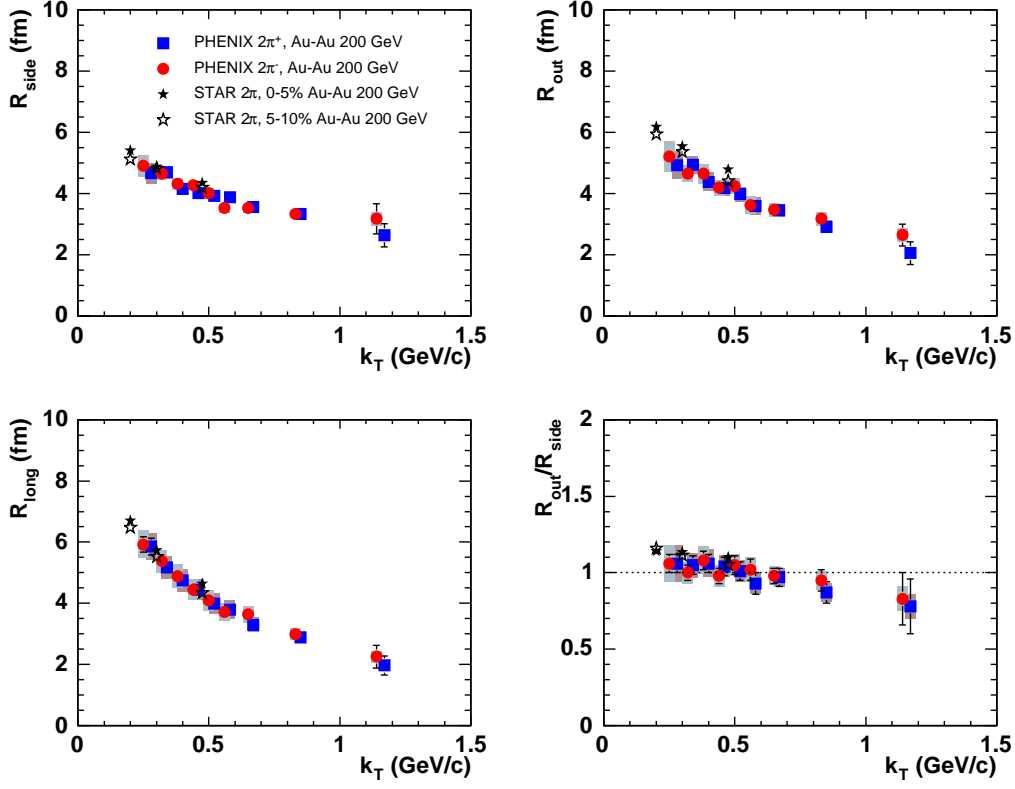 R_side (fm)
10
8
6
4
2
0
PHENIX 2π⁺, Au-Au 200 GeV
PHENIX 2π⁻, Au-Au 200 GeV
STAR 2π, 0-5% Au-Au 200 GeV
STAR 2π, 5-10% Au-Au 200 GeV
0 0.5 1 1.5
k_T (GeV/c)
R_out (fm)
10
8
6
4
2
0
0 0.5 1 1.5
k_T (GeV/c)
R_long (fm)
10
8
6
4
2
0
0 0.5 1 1.5
k_T (GeV/c)
R_out/R_side
2
1.5
1
0.5
0
0 0.5 1 1.5
k_T (GeV/c)